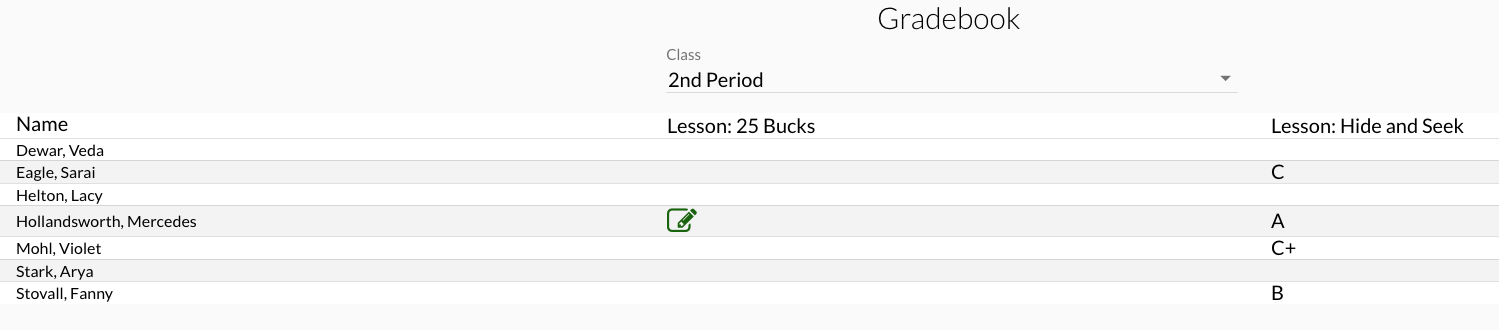 Gradebook
Class
2nd Period
Name Lesson: 25 Bucks Lesson: Hide and Seek
Dewar, Veda
Eagle, Sarai C
Helton, Lacy
Hollandsworth, Mercedes A
Mohl, Violet C+
Stark, Arya
Stovall, Fanny B